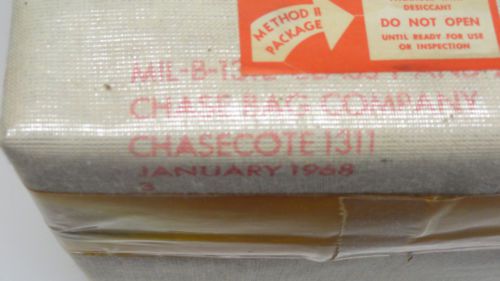 DESICCANT
METHOD II
PACKAGE
DO NOT OPEN
UNTIL READY FOR USE
OR INSPECTION
CHASE BAG COMPANY
CHASECOTE 1311
JANUARY 1968
3